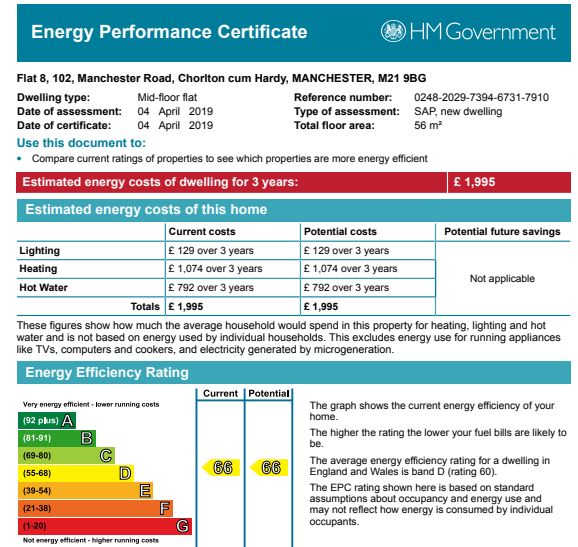 Energy Performance Certificate
HM Government
Flat 8, 102, Manchester Road, Chorlton cum Hardy, MANCHESTER, M21 9BG
Dwelling type: Mid-floor flat Reference number: 0248-2029-7394-6731-7910
Date of assessment: 04 April 2019 Type of assessment: SAP, new dwelling
Date of certificate: 04 April 2019 Total floor area: 56 m²
Use this document to:
• Compare current ratings of properties to see which properties are more energy efficient
Estimated energy costs of dwelling for 3 years: £ 1,995
Estimated energy costs of this home
Current costs Potential costs Potential future savings
Lighting £ 129 over 3 years £ 129 over 3 years
Heating £ 1,074 over 3 years £ 1,074 over 3 years
Not applicable
Hot Water £ 792 over 3 years £ 792 over 3 years
Totals £ 1,995 £ 1,995
These figures show how much the average household would spend in this property for heating, lighting and hot
water and is not based on energy used by individual households. This excludes energy use for running appliances
like TVs, computers and cookers, and electricity generated by microgeneration.
Energy Efficiency Rating
Current Potential
Very energy efficient - lower running costs
(92 plus) A
(81-91) B
(69-80) C
(55-68) D 66 66
(39-54) E
(21-38) F
(1-20) G
Not energy efficient - higher running costs
The graph shows the current energy efficiency of your
home.
The higher the rating the lower your fuel bills are likely to
be.
The average energy efficiency rating for a dwelling in
England and Wales is band D (rating 60).
The EPC rating shown here is based on standard
assumptions about occupancy and energy use and
may not reflect how energy is consumed by individual
occupants.